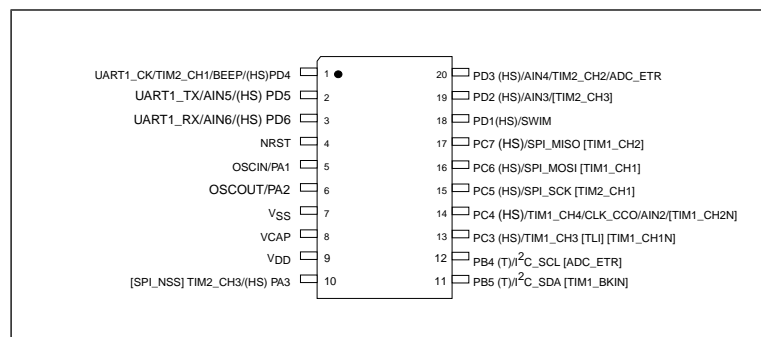 UART1_CK/TIM2_CH1/BEEP/(HS)PD4 1 20 PD3 (HS)/AIN4/TIM2_CH2/ADC_ETR
UART1_TX/AIN5/(HS) PD5 2 19 PD2 (HS)/AIN3/[TIM2_CH3]
UART1_RX/AIN6/(HS) PD6 3 18 PD1(HS)/SWIM
NRST 4 17 PC7 (HS)/SPI_MISO [TIM1_CH2]
OSCIN/PA1 5 16 PC6 (HS)/SPI_MOSI [TIM1_CH1]
OSCOUT/PA2 6 15 PC5 (HS)/SPI_SCK [TIM2_CH1]
VSS 7 14 PC4 (HS)/TIM1_CH4/CLK_CCO/AIN2/[TIM1_CH2N]
VCAP 8 13 PC3 (HS)/TIM1_CH3 [TLI] [TIM1_CH1N]
VDD 9 12 PB4 (T)/I2C_SCL [ADC_ETR]
[SPI_NSS] TIM2_CH3/(HS) PA3 10 11 PB5 (T)/I2C_SDA [TIM1_BKIN]